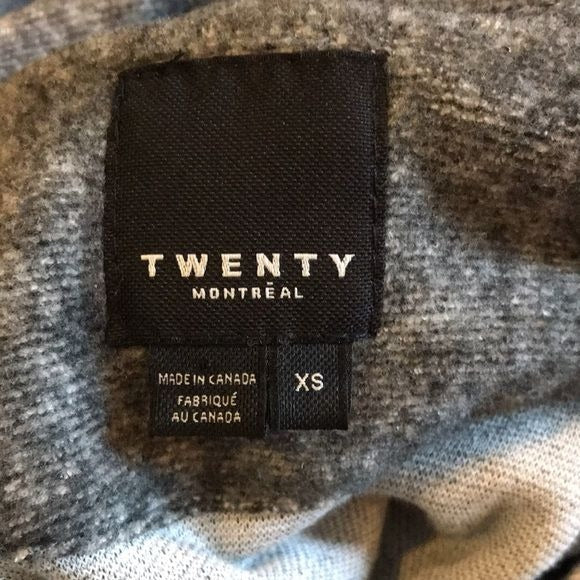 TWENTY
MONTRÉAL
MADE IN CANADA
FABRIQUÉ
AU CANADA
XS